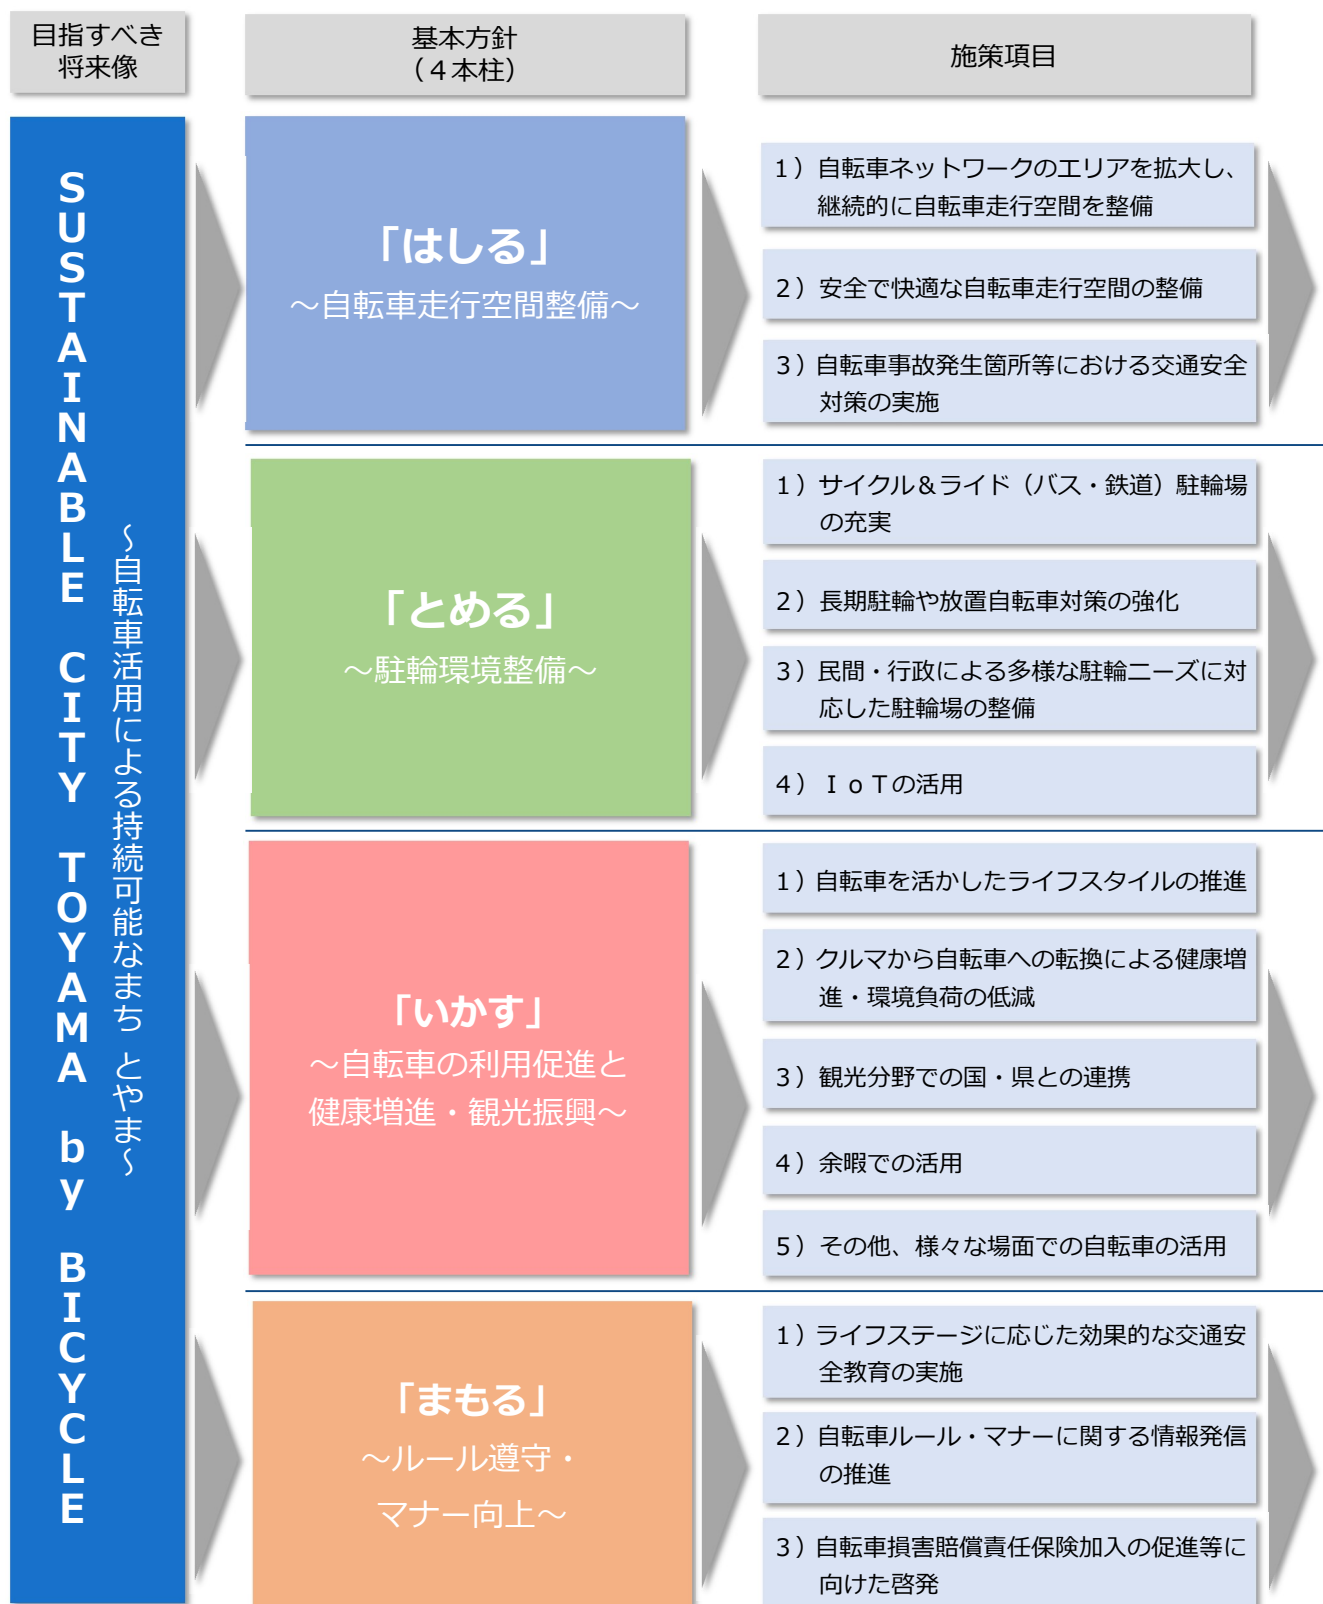 目指すべき
将来像
基本方針
（４本柱）
施策項目
SUSTAINABLE CITY TOYAMA by BICYCLE
～自転車活用による持続可能なまち とやま～
「はしる」
～自転車走行空間整備～
１）自転車ネットワークのエリアを拡大し、
継続的に自転車走行空間を整備
２）安全で快適な自転車走行空間の整備
３）自転車事故発生箇所等における交通安全
対策の実施
「とめる」
～駐輪環境整備～
１）サイクル＆ライド（バス・鉄道）駐輪場
の充実
２）長期駐輪や放置自転車対策の強化
３）民間・行政による多様な駐輪ニーズに対
応した駐輪場の整備
４）ＩｏＴの活用
「いかす」
～自転車の利用促進と
健康増進・観光振興～
１）自転車を活かしたライフスタイルの推進
２）クルマから自転車への転換による健康増
進・環境負荷の低減
３）観光分野での国・県との連携
４）余暇での活用
５）その他、様々な場面での自転車の活用
「まもる」
～ルール遵守・
マナー向上～
１）ライフステージに応じた効果的な交通安
全教育の実施
２）自転車ルール・マナーに関する情報発信
の推進
３）自転車損害賠償責任保険加入の促進等に
向けた啓発